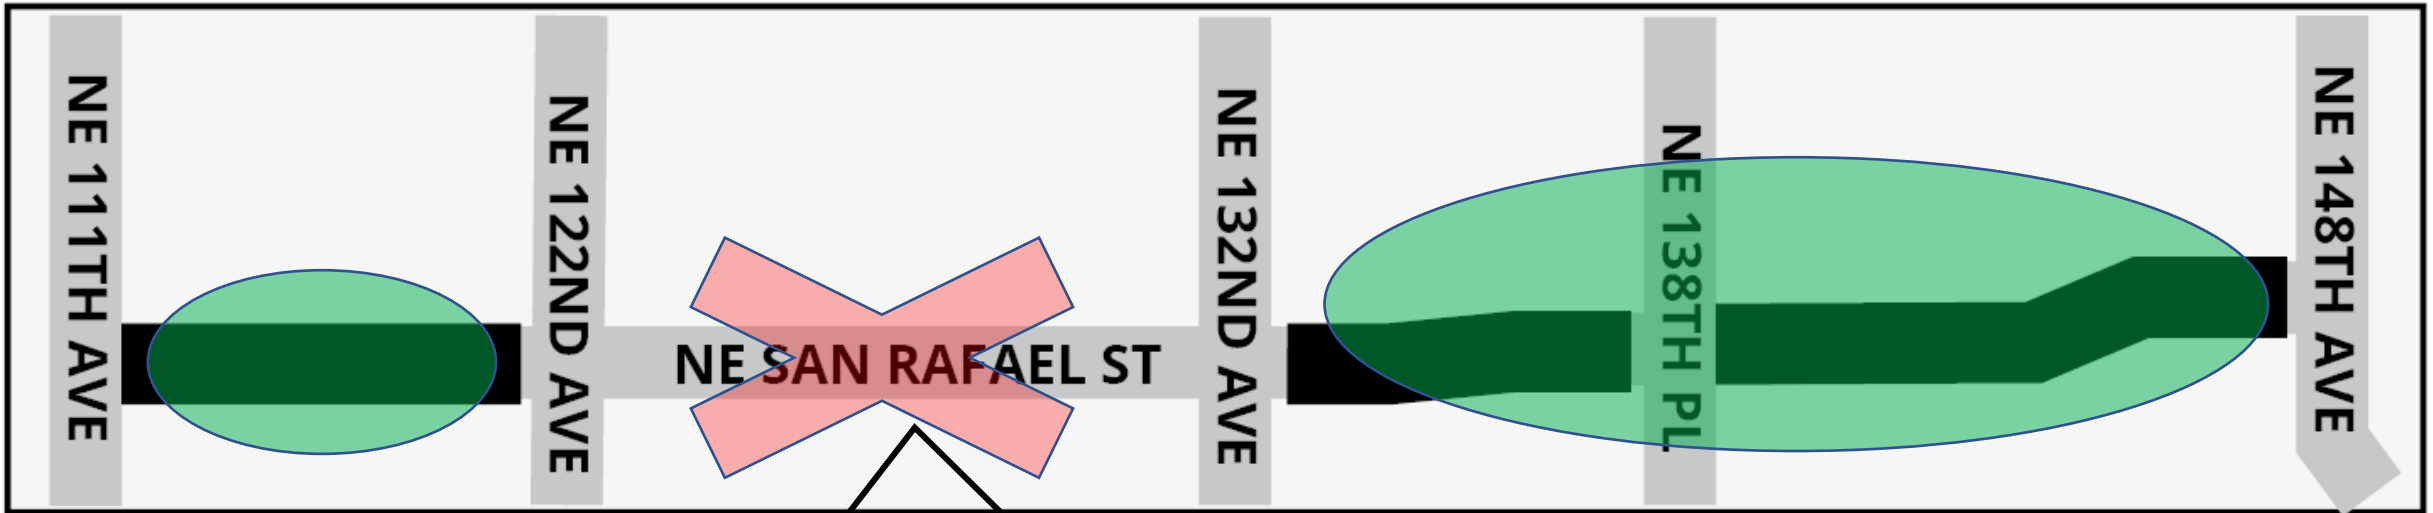 NE 111TH AVE
NE 122ND AVE
NE SAN RAFAEL ST
NE 132ND AVE
NE 138TH PL
NE 148TH AVE